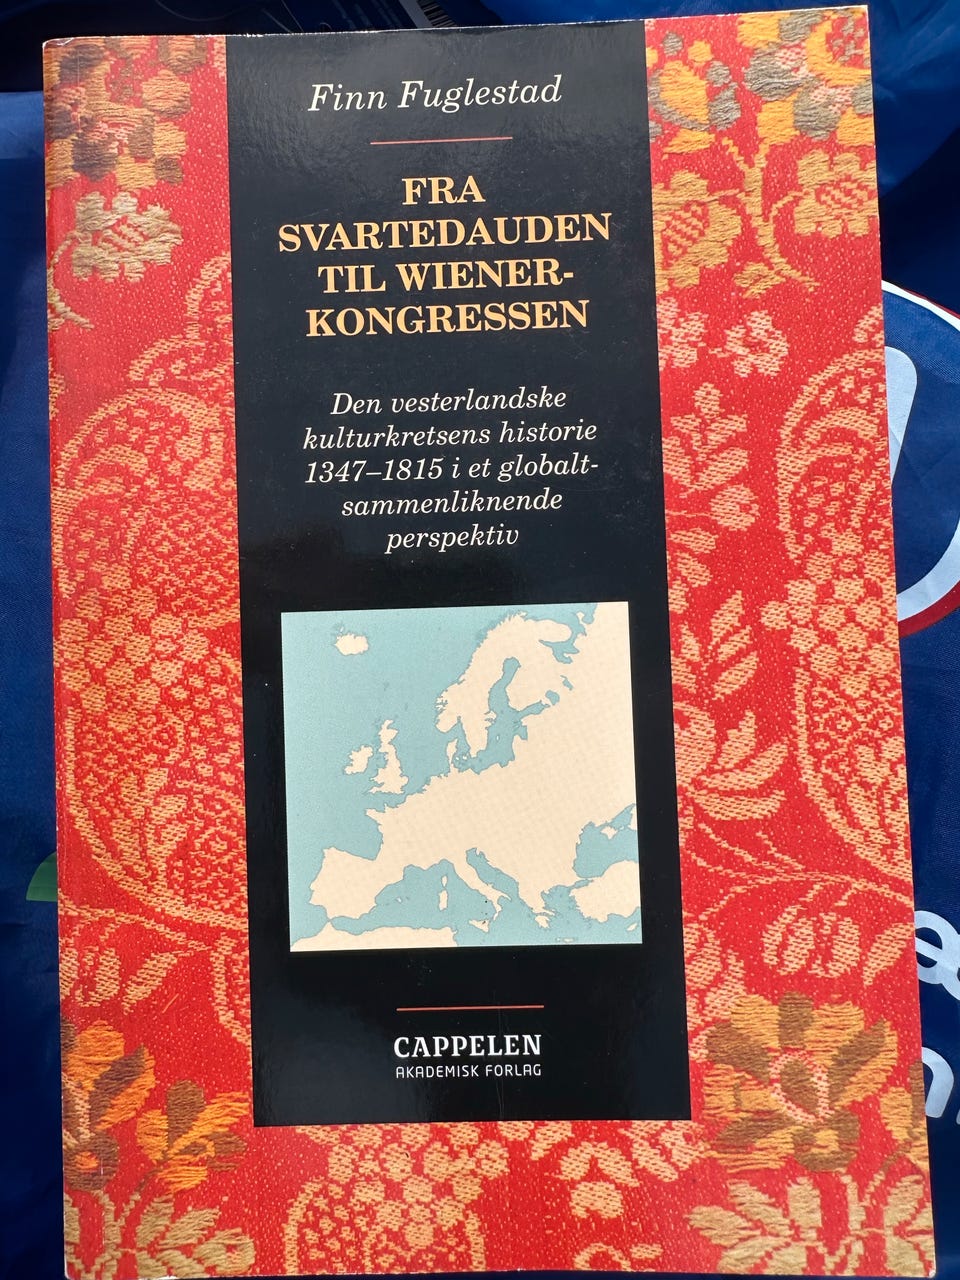 Finn Fuglestad
FRA
SVARTEDAUDEN
TIL WIENER-
KONGRESSEN
Den vesterlandske
kulturkretsens historie
1347–1815 i et globalt-
sammenliknende
perspektiv
CAPPELEN
AKADEMISK FORLAG